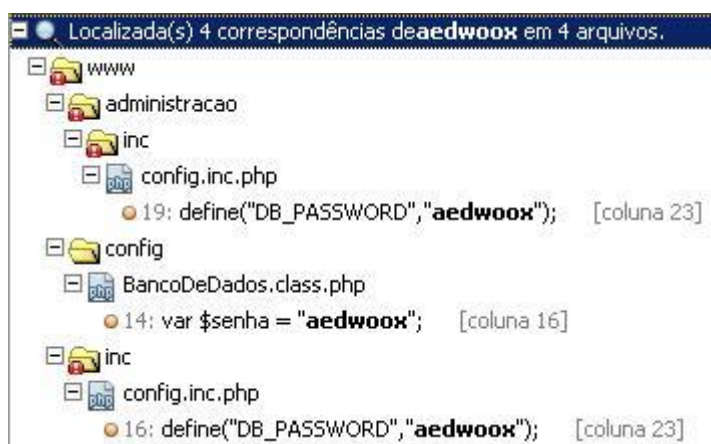 Localizada(s) 4 correspondências deaedwoox em 4 arquivos.
www
administracao
inc
config.inc.php
19: define("DB_PASSWORD","aedwoox"); [coluna 23]
config
BancoDeDados.class.php
14: var $senha = "aedwoox"; [coluna 16]
inc
config.inc.php
16: define("DB_PASSWORD","aedwoox"); [coluna 23]